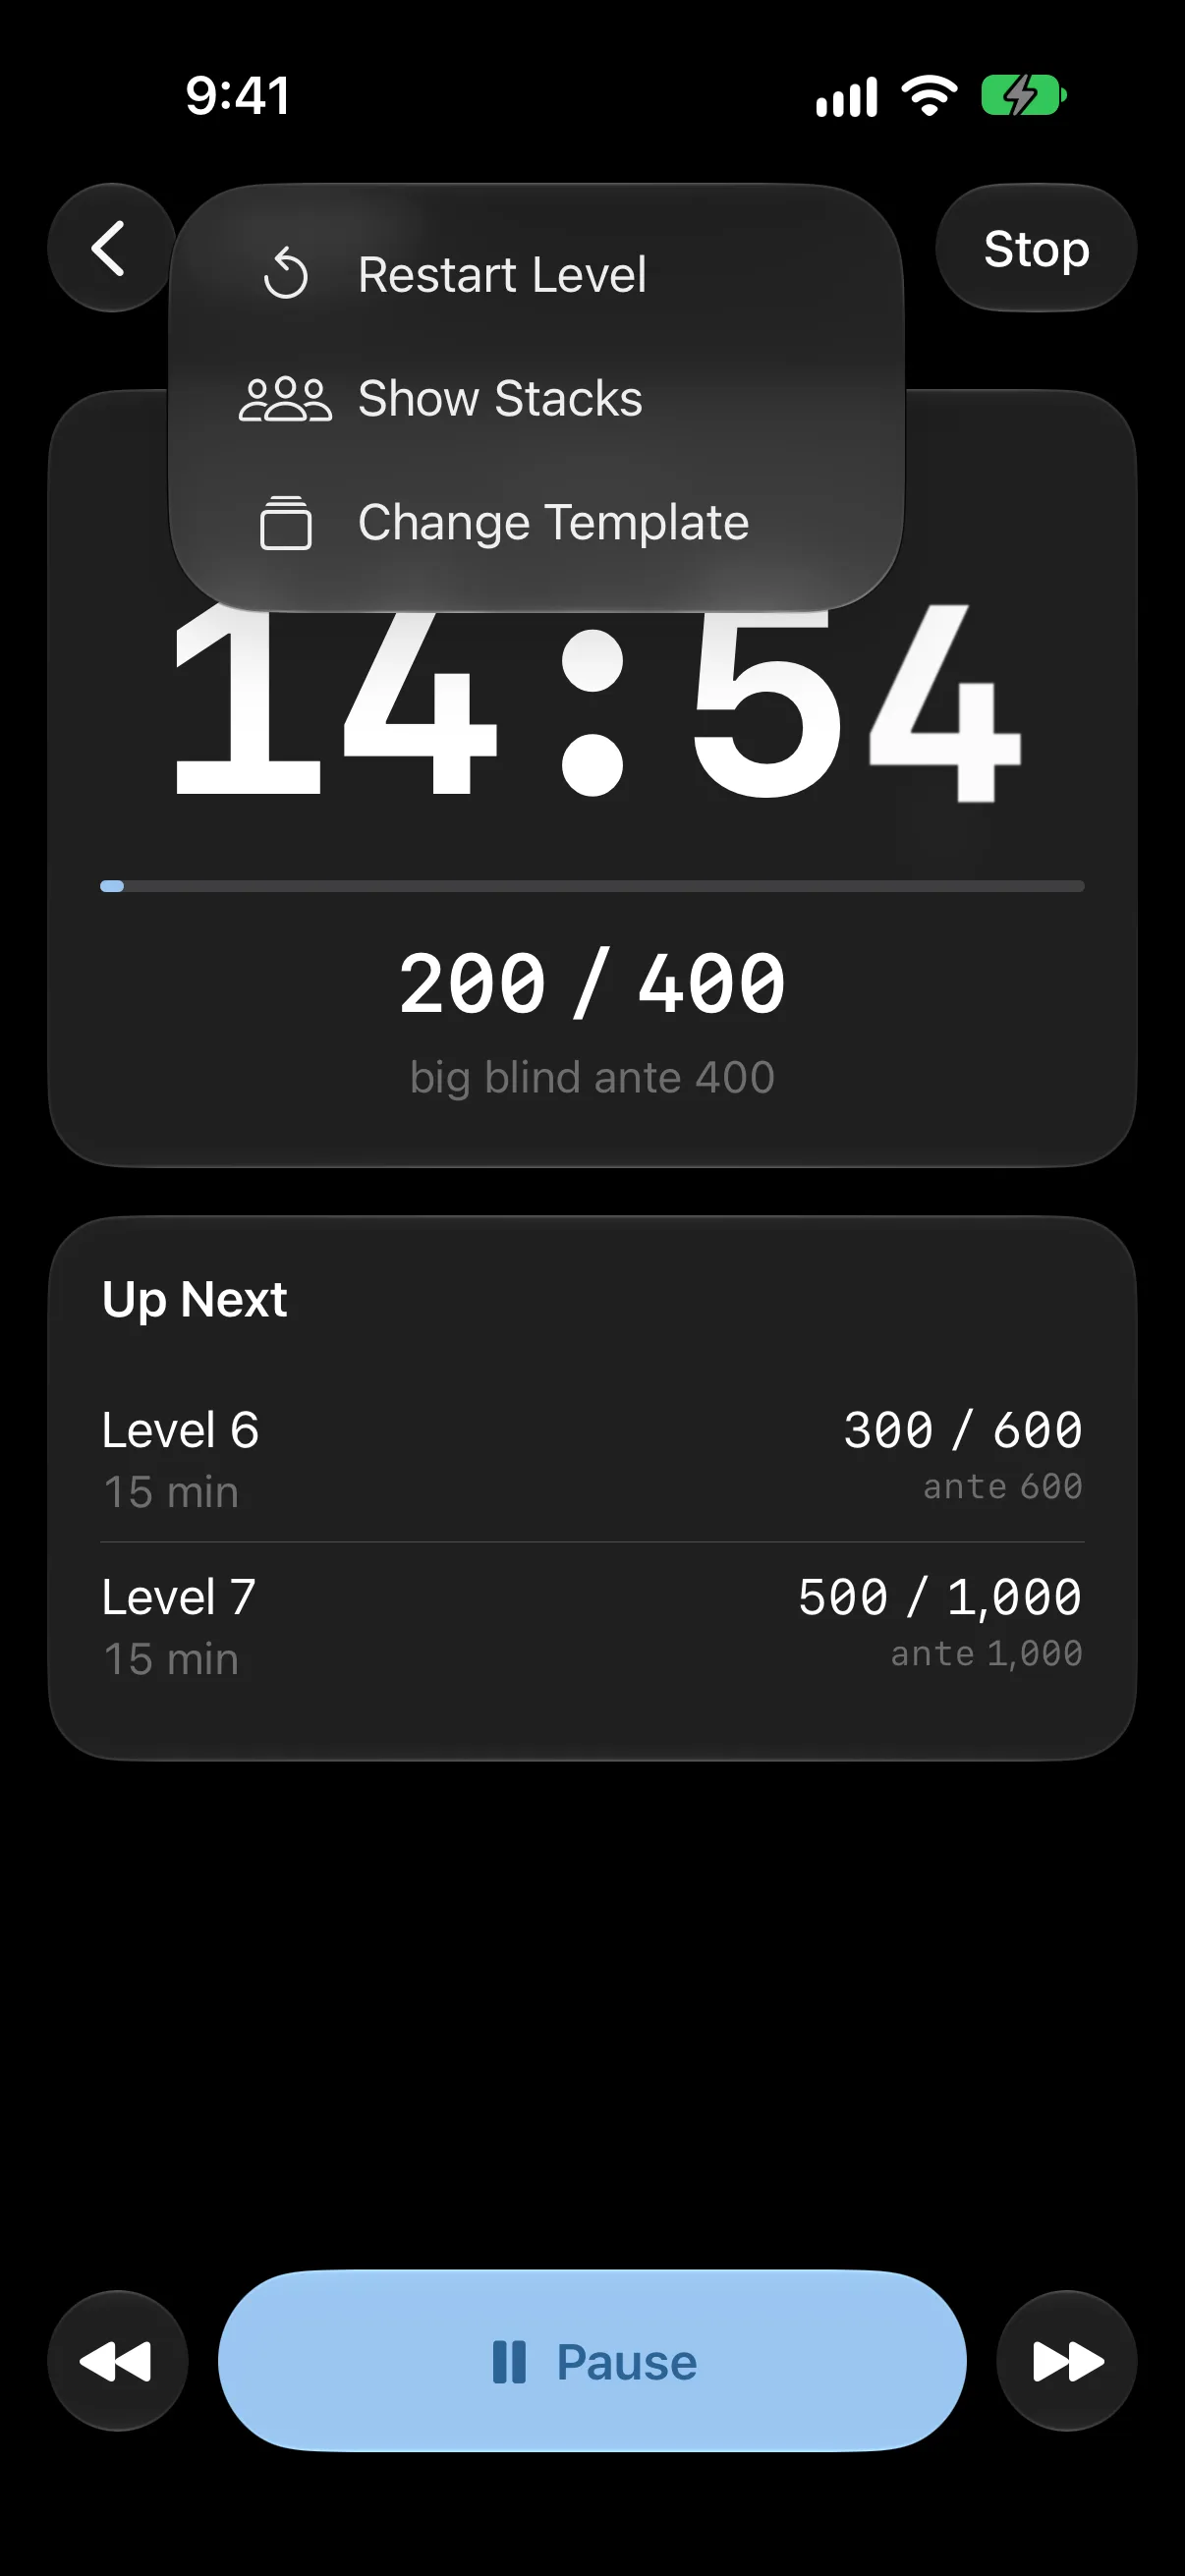 9:41
Stop
Restart Level
Show Stacks
Change Template
14:54
200 / 400
big blind ante 400
Up Next
Level 6
300 / 600
15 min
ante 600
Level 7
500 / 1,000
15 min
ante 1,000
Pause